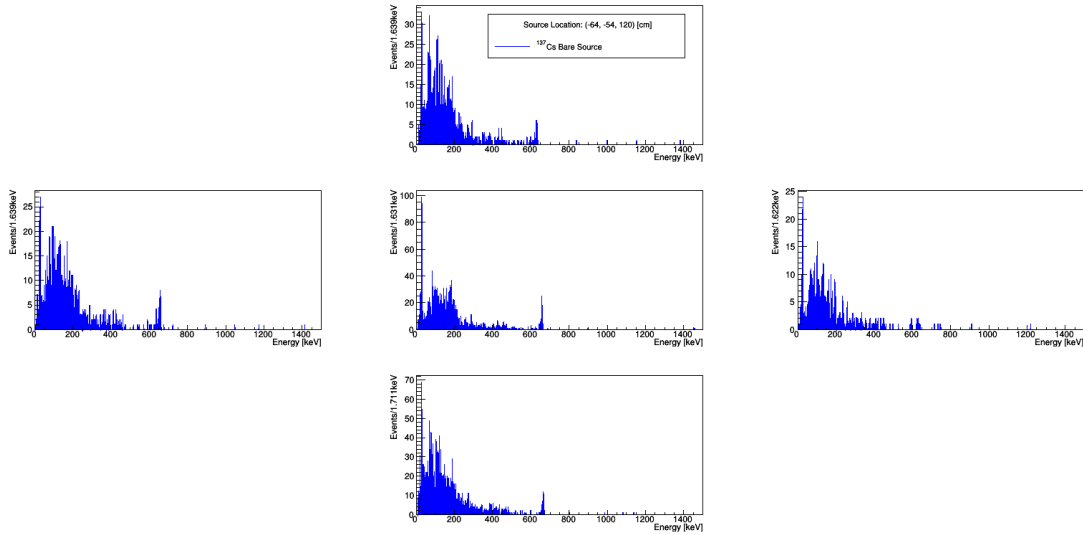 Events/1.639keV
30
25
20
15
10
5
0
Source Location: (-64, -54, 120) [cm]
137Cs Bare Source
0 200 400 600 800 1000 1200 1400
Energy [keV]
Events/1.639keV
25
20
15
10
5
0
0 200 400 600 800 1000 1200 1400
Energy [keV]
Events/1.631keV
100
80
60
40
20
0
0 200 400 600 800 1000 1200 1400
Energy [keV]
Events/1.622keV
25
20
15
10
5
0
0 200 400 600 800 1000 1200 1400
Energy [keV]
Events/1.711keV
70
60
50
40
30
20
10
0
0 200 400 600 800 1000 1200 1400
Energy [keV]